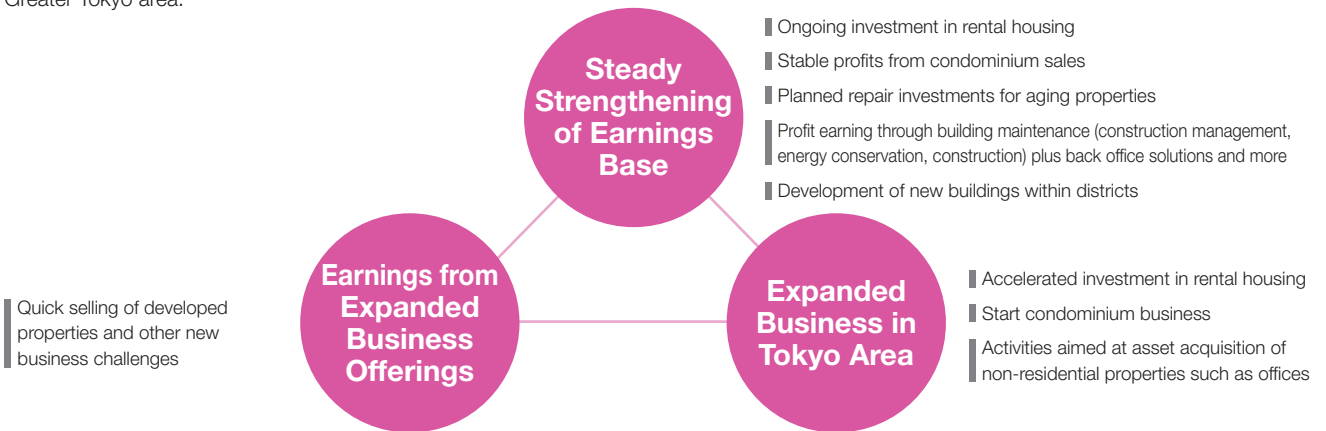 Greater Tokyo area.
Steady
Strengthening
of Earnings
Base
Ongoing investment in rental housing
Stable profits from condominium sales
Planned repair investments for aging properties
Profit earning through building maintenance (construction management,
energy conservation, construction) plus back office solutions and more
Development of new buildings within districts
Quick selling of developed
properties and other new
business challenges
Earnings from
Expanded
Business
Offerings
Expanded
Business in
Tokyo Area
Accelerated investment in rental housing
Start condominium business
Activities aimed at asset acquisition of
non-residential properties such as offices